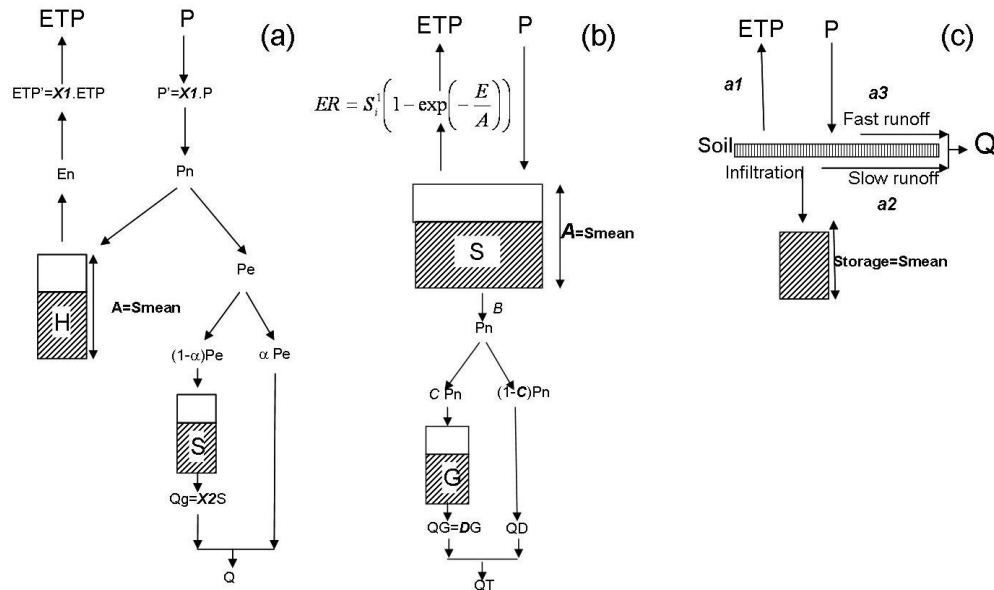 ETP P (a)
ETP'=X1.ETP P'=X1.P
En Pn
H
A=Smean
Pe
(1-α)Pe α Pe
S
Qg=X2S
Q
ETP P (b)
ER = S_i^1(1-exp(-E/A))
S
A=Smean
B
Pn
C Pn (1-C)Pn
G
QG=DG QD
QT
ETP P (c)
a1 a3
Fast runoff
Soil Q
Infiltration Slow runoff
a2
Storage=Smean